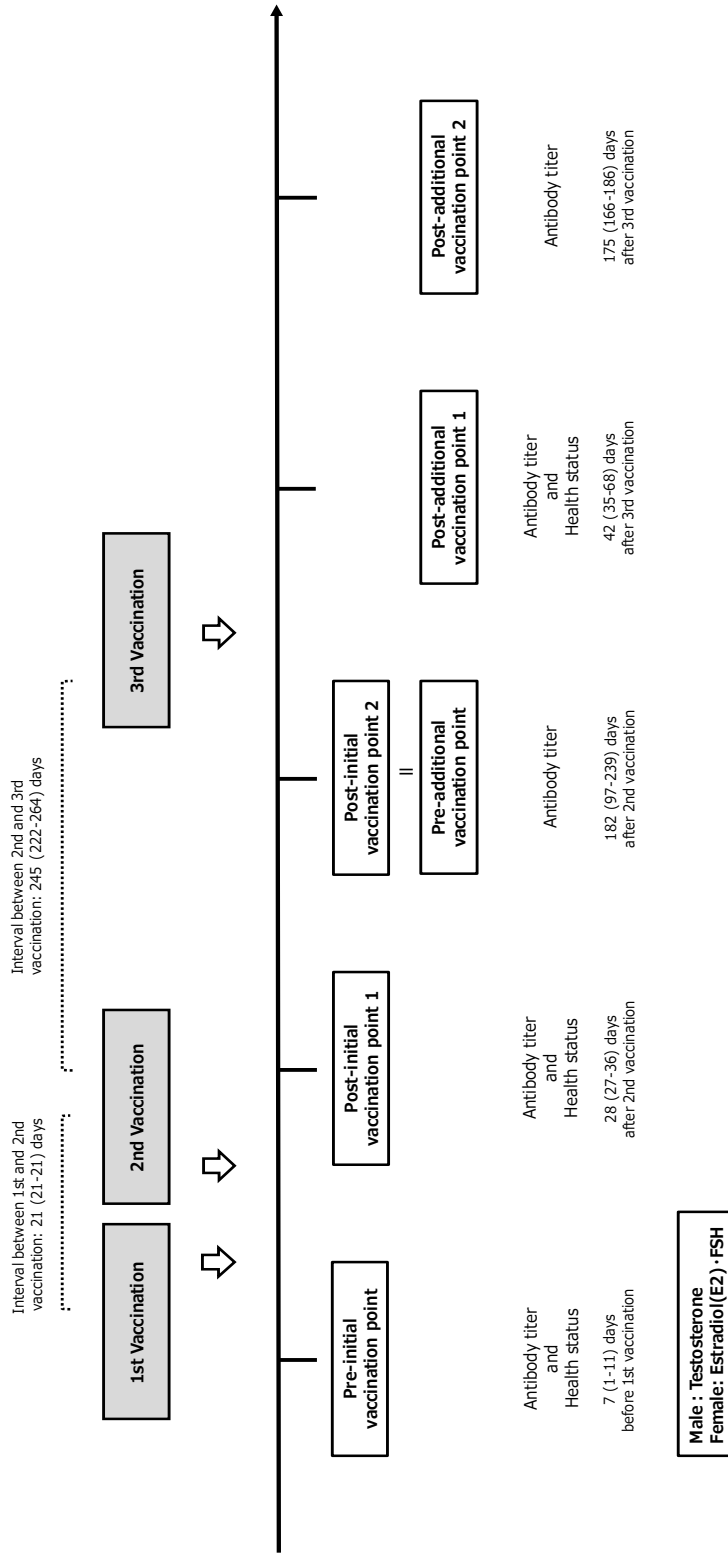 Interval between 1st and 2nd
vaccination: 21 (21-21) days
Interval between 2nd and 3rd
vaccination: 245 (222-264) days
1st Vaccination
2nd Vaccination
3rd Vaccination
Pre-initial
vaccination point
Post-initial
vaccination point 1
Post-initial
vaccination point 2
=
Pre-additional
vaccination point
Post-additional
vaccination point 1
Post-additional
vaccination point 2
Antibody titer
and
Health status
Antibody titer
and
Health status
Antibody titer
Antibody titer
and
Health status
Antibody titer
7 (1-11) days
before 1st vaccination
28 (27-36) days
after 2nd vaccination
182 (97-239) days
after 2nd vaccination
42 (35-68) days
after 3rd vaccination
175 (166-186) days
after 3rd vaccination
Male : Testosterone
Female: Estradiol(E2)·FSH